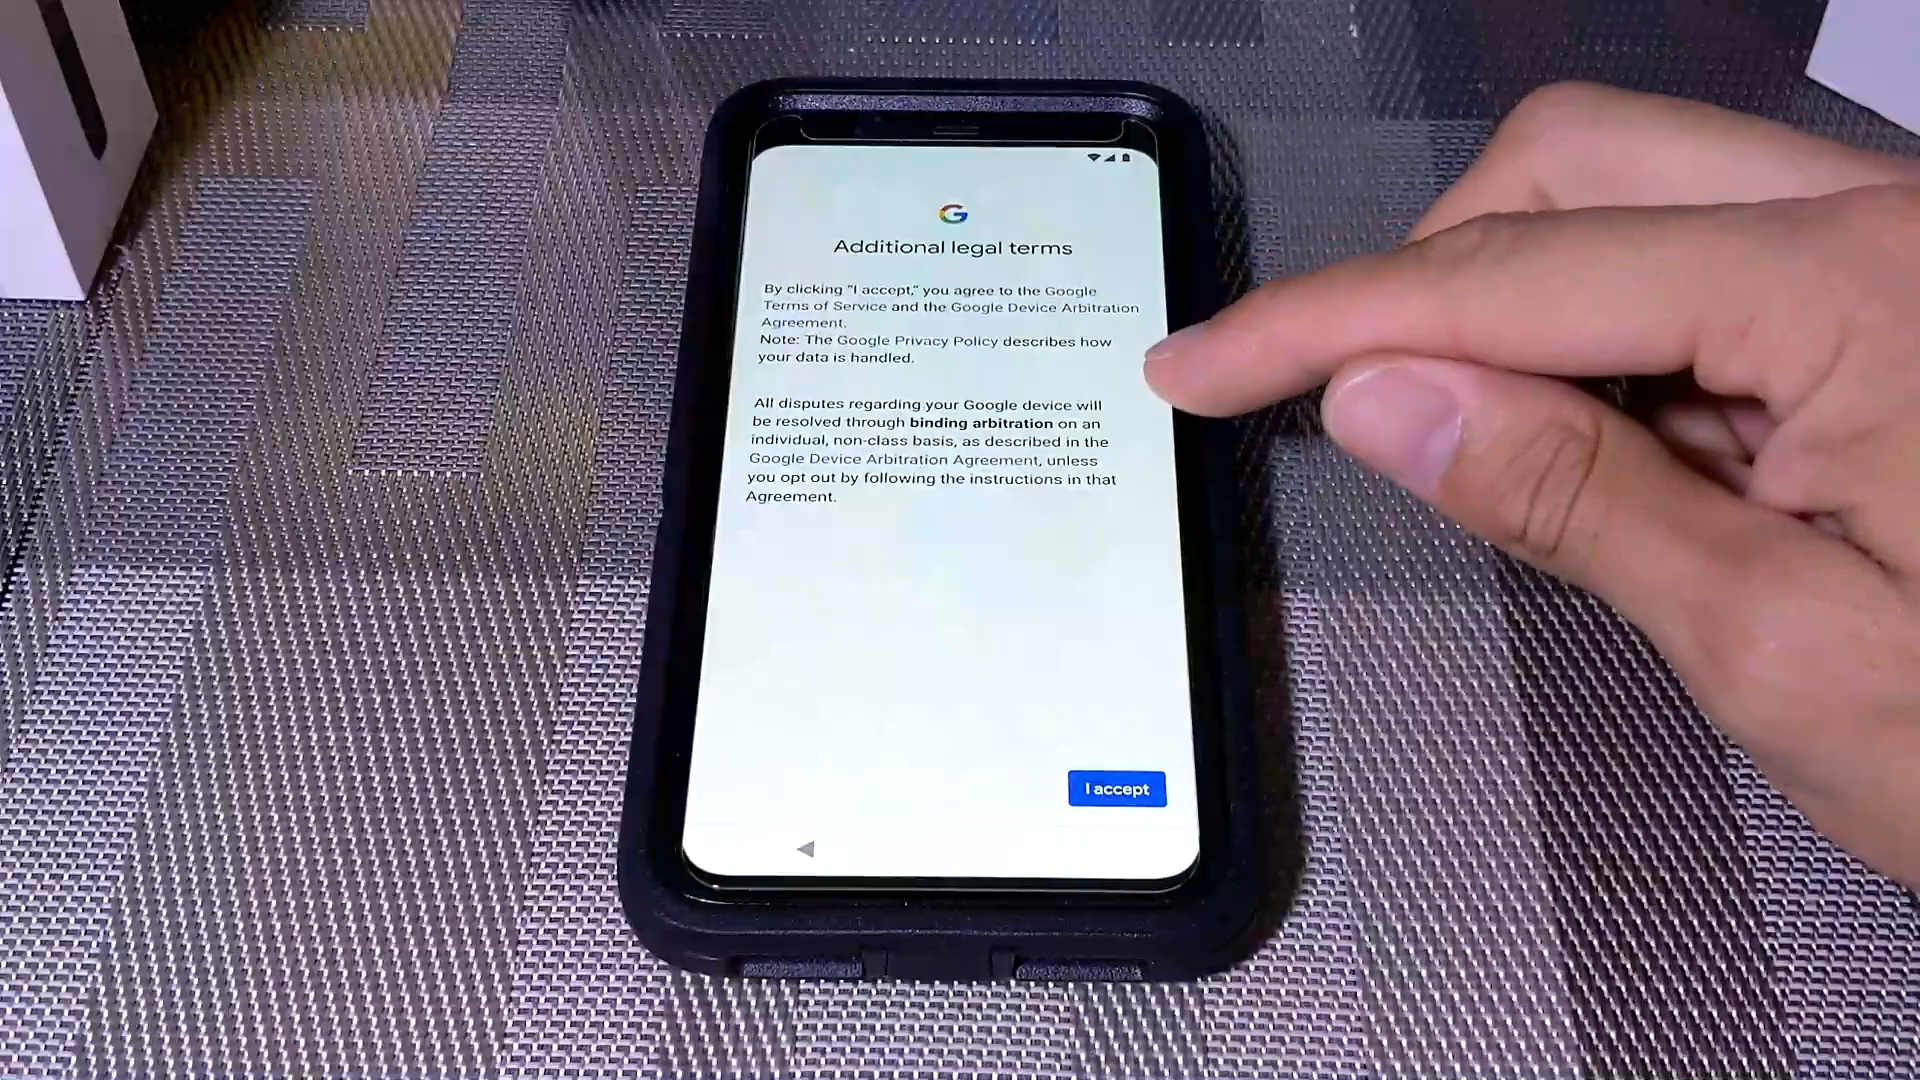 G
Additional legal terms
By clicking "I accept," you agree to the Google
Terms of Service and the Google Device Arbitration
Agreement.
Note: The Google Privacy Policy describes how
your data is handled.
All disputes regarding your Google device will
be resolved through binding arbitration on an
individual, non-class basis, as described in the
Google Device Arbitration Agreement, unless
you opt out by following the instructions in that
Agreement.
I accept